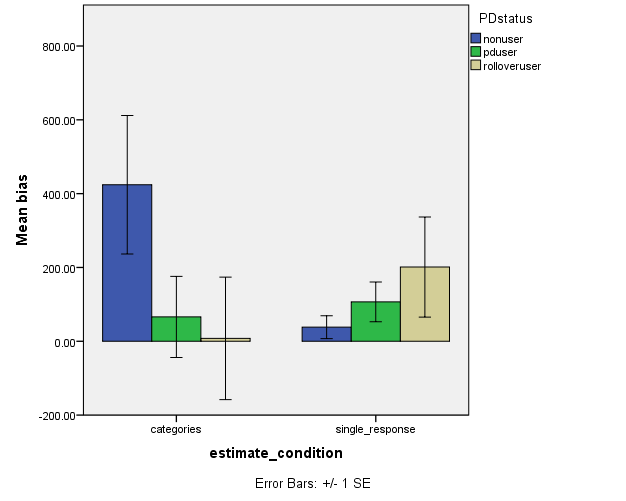 PDstatus
nonuser
pduser
rolloveruser
800.00
600.00
400.00
200.00
0.00
-200.00
Mean bias
categories
single_response
estimate_condition
Error Bars: +/- 1 SE